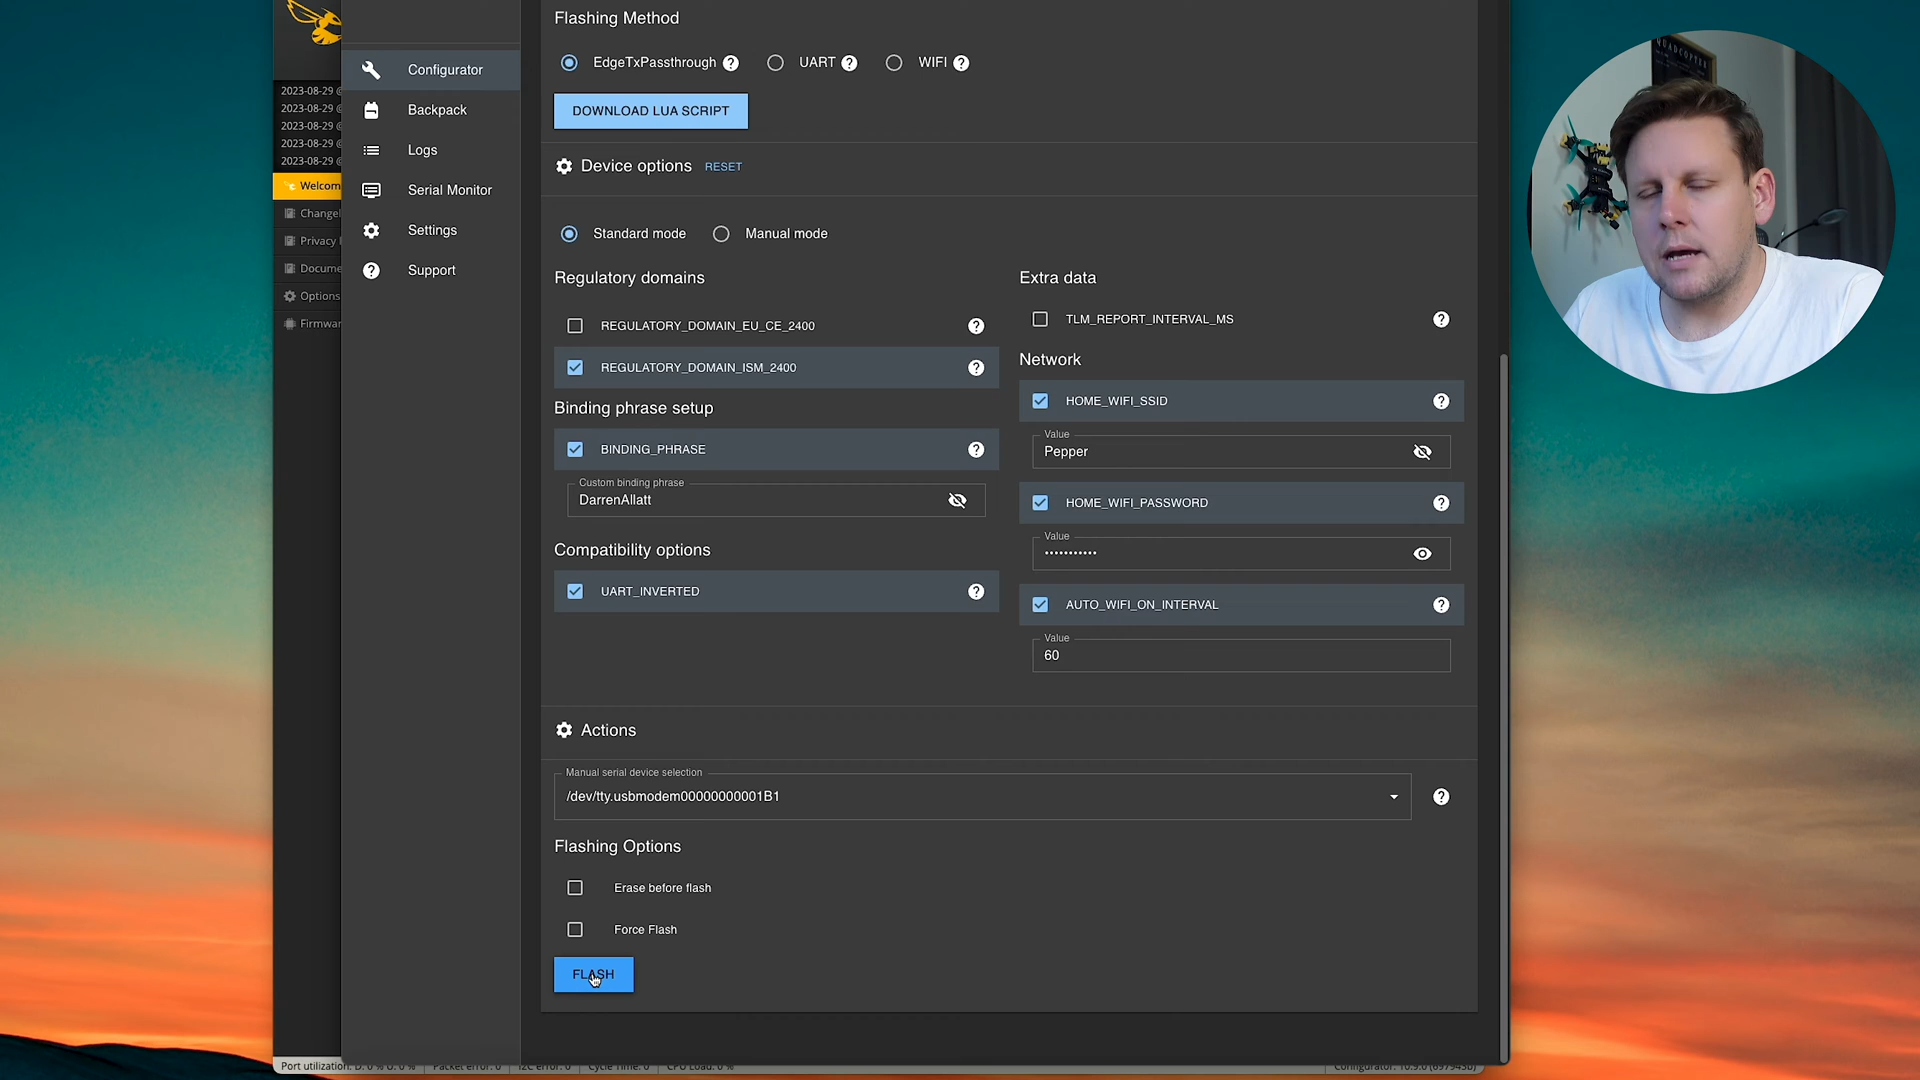 Flashing Method
EdgeTxPassthrough
UART
WIFI
DOWNLOAD LUA SCRIPT
Configurator
Backpack
Logs
Serial Monitor
Settings
Support
2023-08-29 @
2023-08-29 @
2023-08-29 @
2023-08-29 @
2023-08-29 @
Welcom
Changel
Privacy
Docume
Options
Firmwar
Device options RESET
Standard mode
Manual mode
Regulatory domains
REGULATORY_DOMAIN_EU_CE_2400
REGULATORY_DOMAIN_ISM_2400
Binding phrase setup
BINDING_PHRASE
Custom binding phrase
DarrenAllatt
Compatibility options
UART_INVERTED
Extra data
TLM_REPORT_INTERVAL_MS
Network
HOME_WIFI_SSID
Value
Pepper
HOME_WIFI_PASSWORD
Value
•••••••••••
AUTO_WIFI_ON_INTERVAL
Value
60
Actions
Manual serial device selection
/dev/tty.usbmodem00000000001B1
Flashing Options
Erase before flash
Force Flash
FLASH
QUADCOPTER